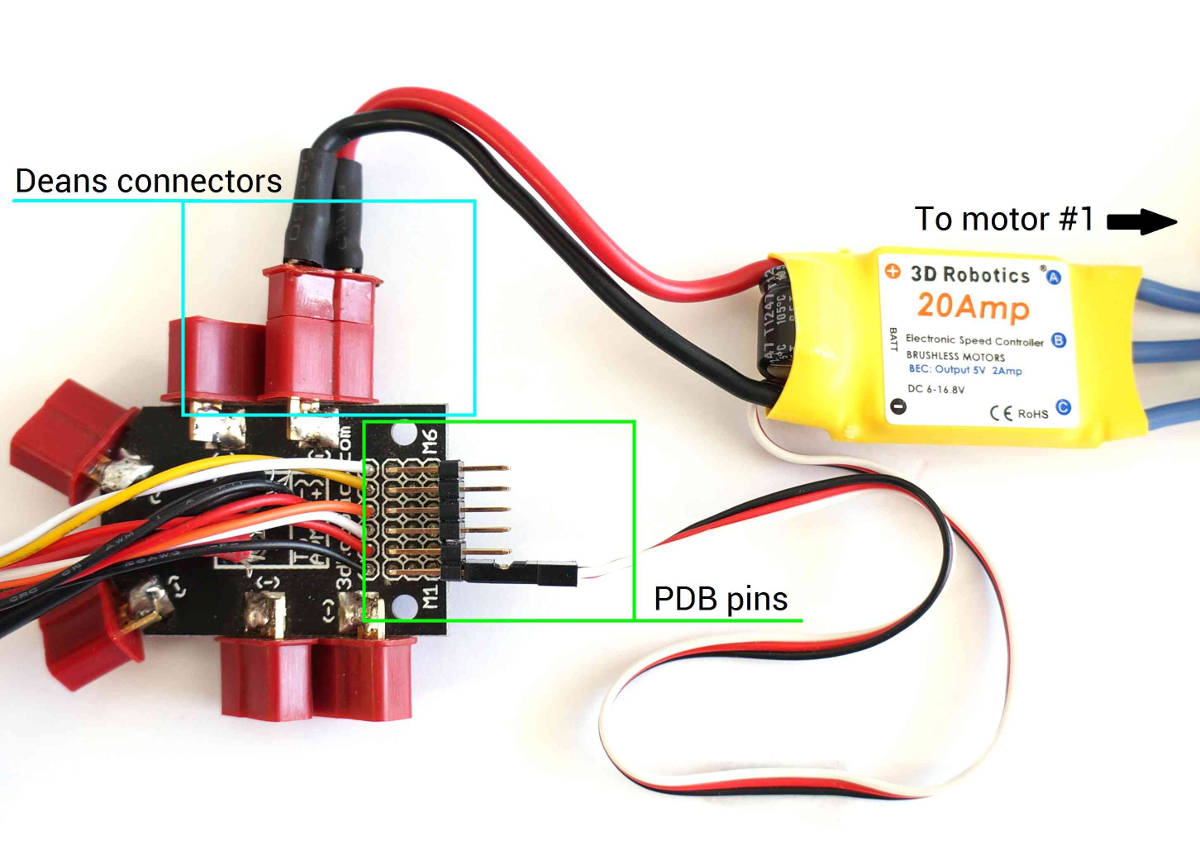 Deans connectors
To motor #1
3D Robotics ®
20Amp
Electronic Speed Controller
BRUSHLESS MOTORS
BEC: Output 5V 2Amp
DC 6-16.8V
CE RoHS
BATT
+
-
A
B
C
105°C
M6
M1
(-)
(-)
(-)
PDB pins